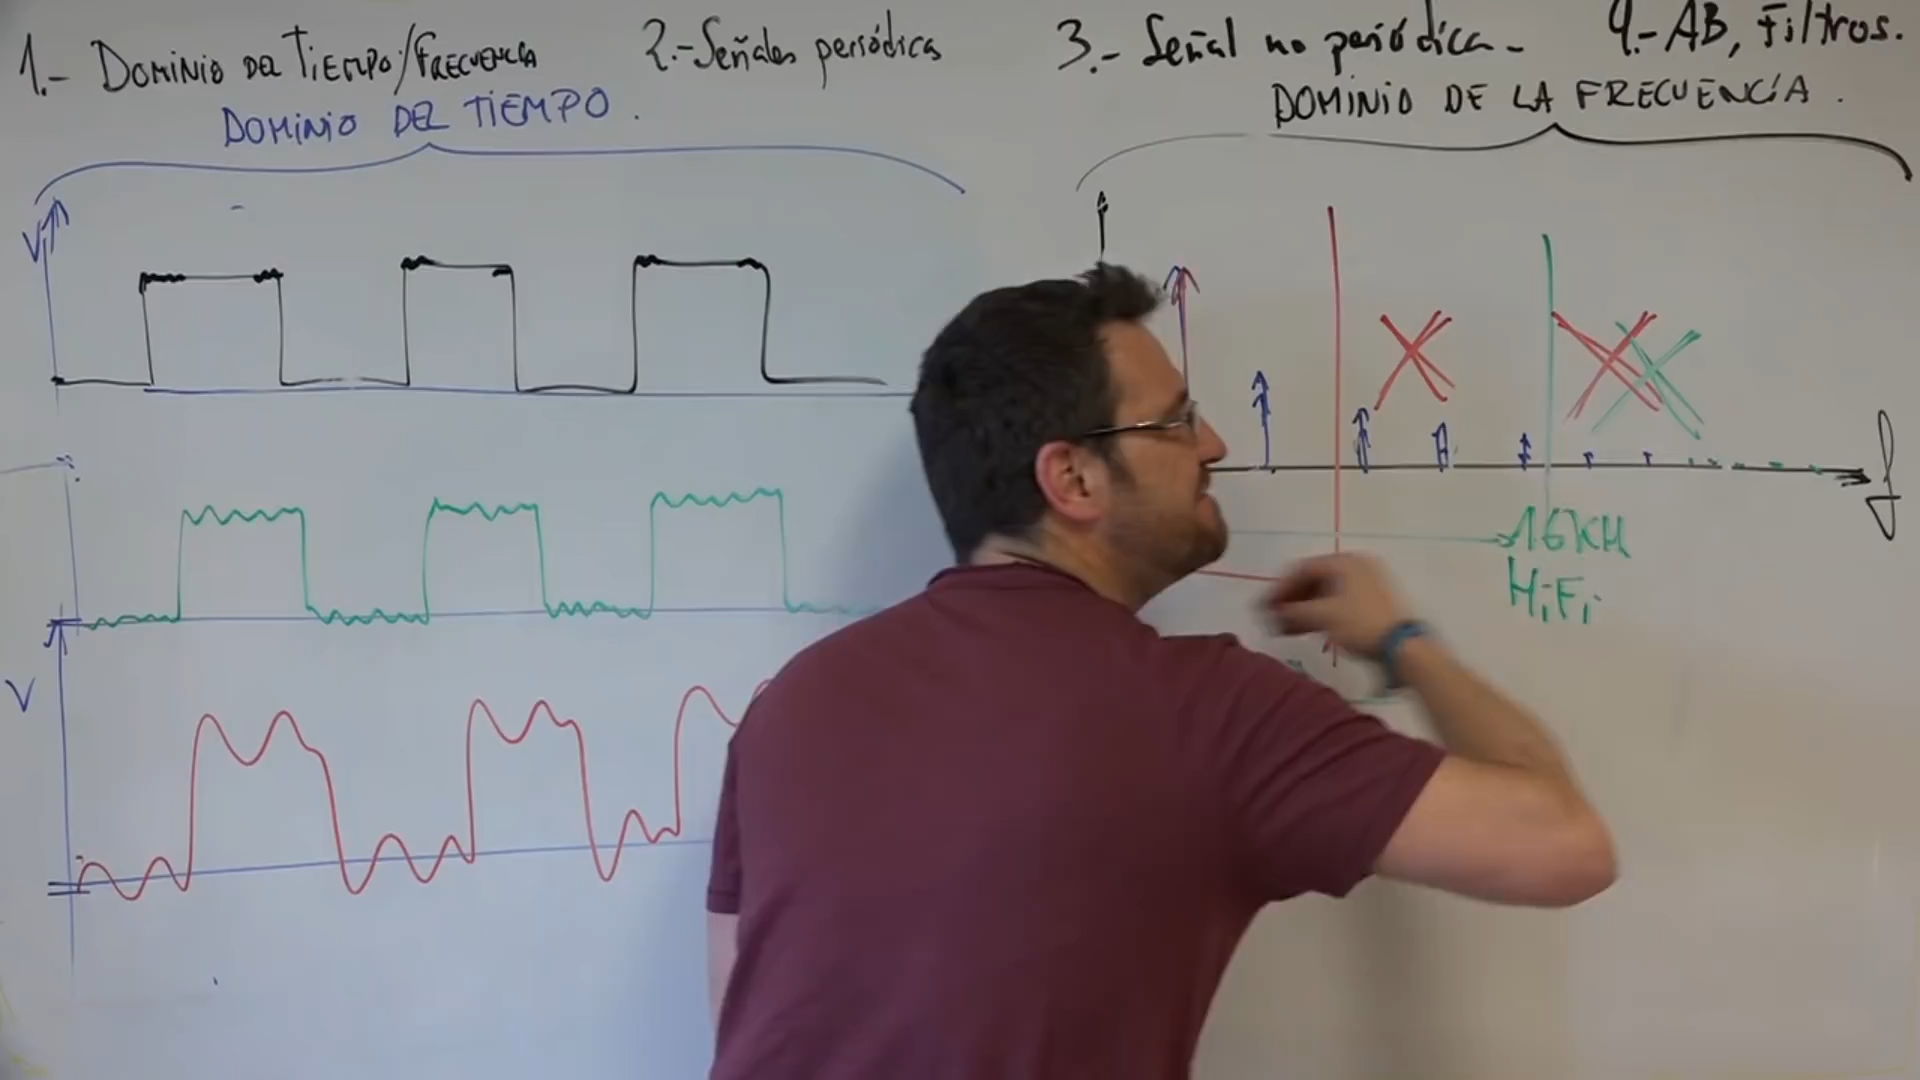 1.- DOMINIO DEL TIEMPO/FRECUENCIA
2.- Señales periódicas
3.- Señal no periódica -
4.- AB, Filtros.
DOMINIO DEL TIEMPO.
DOMINIO DE LA FRECUENCIA.
V
f
16KH
HiFi
V